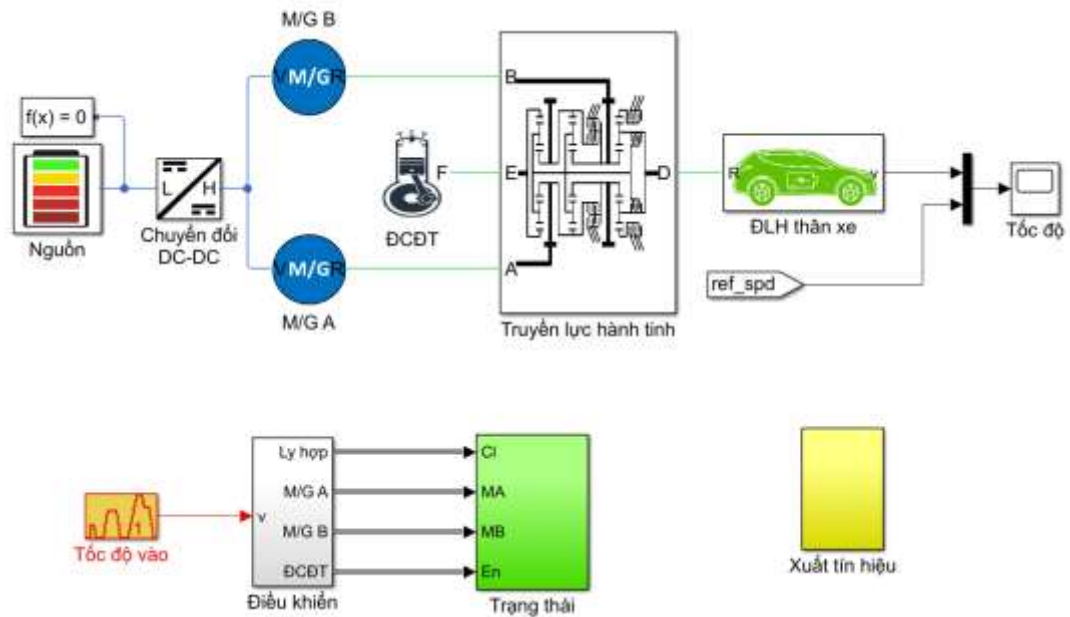 M/G B
f(x) = 0
V M/G R
B
L
H
F
E
D
R
v
Nguồn
Chuyển đổi
DC-DC
ĐCĐT
ĐLH thân xe
Tốc độ
V M/G R
A
ref_spd
M/G A
Truyền lực hành tinh
Ly hợp
Cl
M/G A
MA
v
M/G B
MB
1
ĐCĐT
En
Tốc độ vào
Điều khiển
Trạng thái
Xuất tín hiệu